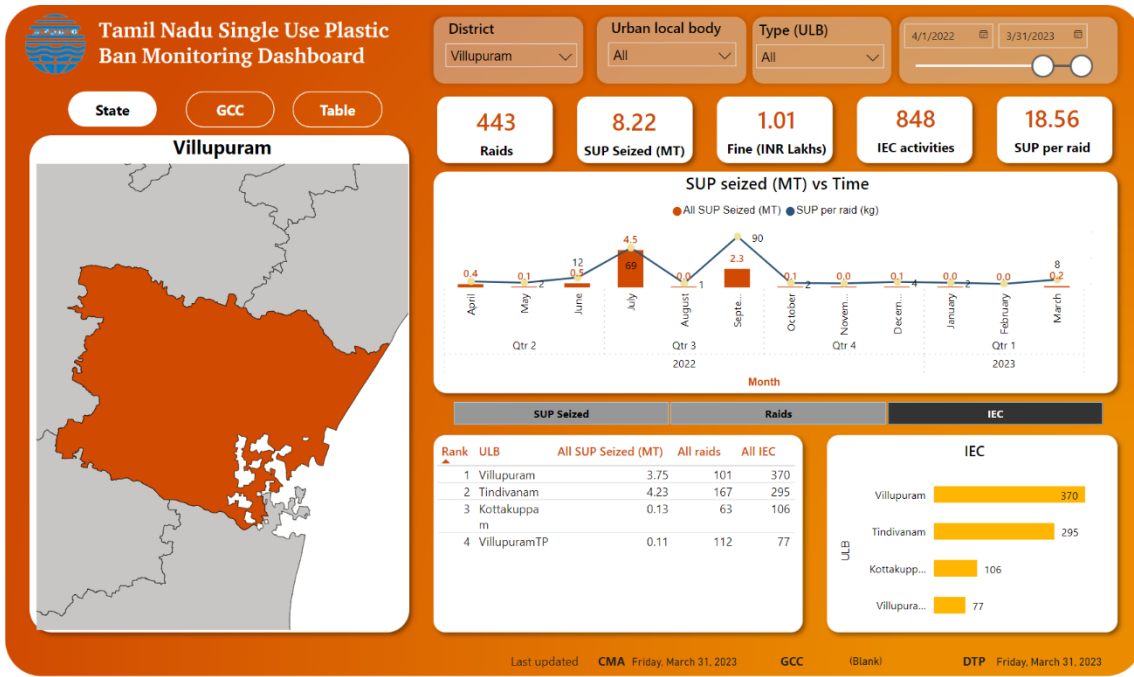 Tamil Nadu Single Use Plastic
Ban Monitoring Dashboard
District
Villupuram
Urban local body
All
Type (ULB)
All
4/1/2022
3/31/2023
State
GCC
Table
443
Raids
8.22
SUP Seized (MT)
1.01
Fine (INR Lakhs)
848
IEC activities
18.56
SUP per raid
Villupuram
SUP seized (MT) vs Time
All SUP Seized (MT) SUP per raid (kg)
0.4 0.1 0.5 4.5 0.0 2.3 0.1 0.0 0.1 0.0 0.0 0.2
2 12 69 1 90 2 4 2 8
April May June July August Septe... October Novem... Decem... January February March
Qtr 2 Qtr 3 Qtr 4 Qtr 1
2022 2023
Month
SUP Seized Raids IEC
Rank ULB All SUP Seized (MT) All raids All IEC
1 Villupuram 3.75 101 370
2 Tindivanam 4.23 167 295
3 Kottakuppa 0.13 63 106
m
4 VillupuramTP 0.11 112 77
IEC
ULB
Villupuram 370
Tindivanam 295
Kottakupp... 106
Villupura... 77
Last updated CMA Friday, March 31, 2023 GCC (Blank) DTP Friday, March 31, 2023